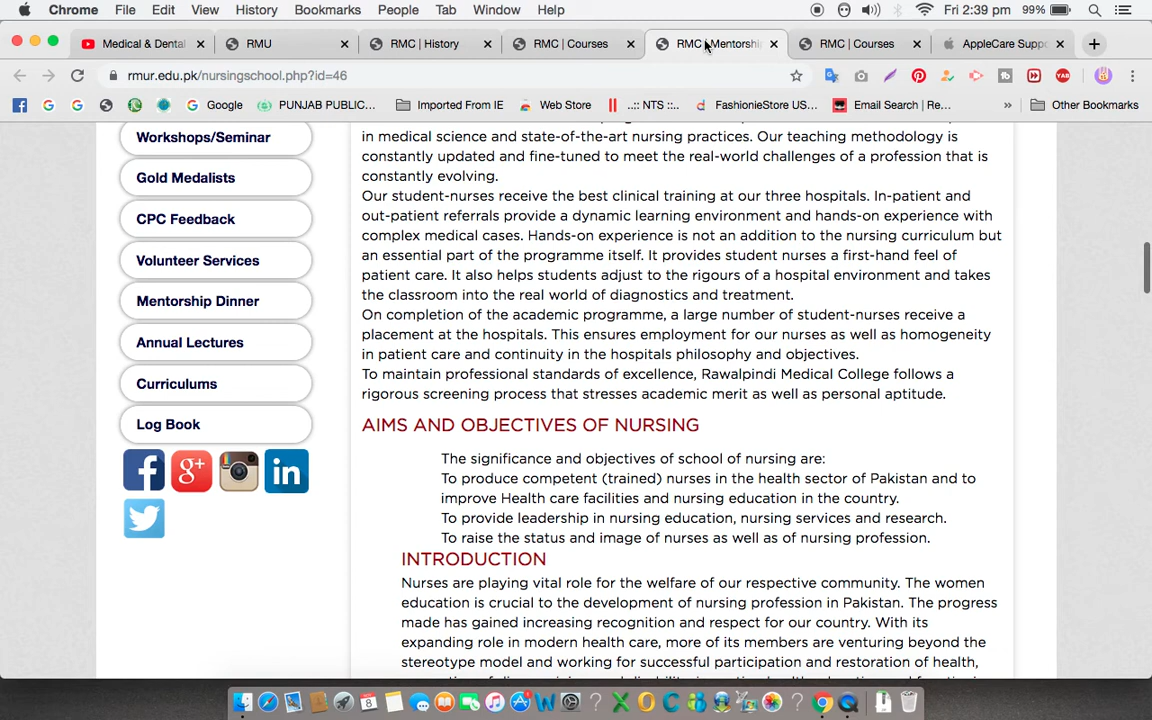 Chrome File Edit View History Bookmarks People Tab Window Help Fri 2:39 pm 99%
Medical & Dental RMU RMC | History RMC | Courses RMC | Mentorship RMC | Courses AppleCare Suppo
rmur.edu.pk/nursingschool.php?id=46
Google PUNJAB PUBLIC... Imported From IE Web Store ..:: NTS ::.. FashionieStore US... Email Search | Re... » Other Bookmarks
Workshops/Seminar
Gold Medalists
CPC Feedback
Volunteer Services
Mentorship Dinner
Annual Lectures
Curriculums
Log Book
in medical science and state-of-the-art nursing practices. Our teaching methodology is
constantly updated and fine-tuned to meet the real-world challenges of a profession that is
constantly evolving.
Our student-nurses receive the best clinical training at our three hospitals. In-patient and
out-patient referrals provide a dynamic learning environment and hands-on experience with
complex medical cases. Hands-on experience is not an addition to the nursing curriculum but
an essential part of the programme itself. It provides student nurses a first-hand feel of
patient care. It also helps students adjust to the rigours of a hospital environment and takes
the classroom into the real world of diagnostics and treatment.
On completion of the academic programme, a large number of student-nurses receive a
placement at the hospitals. This ensures employment for our nurses as well as homogeneity
in patient care and continuity in the hospitals philosophy and objectives.
To maintain professional standards of excellence, Rawalpindi Medical College follows a
rigorous screening process that stresses academic merit as well as personal aptitude.
AIMS AND OBJECTIVES OF NURSING
The significance and objectives of school of nursing are:
To produce competent (trained) nurses in the health sector of Pakistan and to
improve Health care facilities and nursing education in the country.
To provide leadership in nursing education, nursing services and research.
To raise the status and image of nurses as well as of nursing profession.
INTRODUCTION
Nurses are playing vital role for the welfare of our respective community. The women
education is crucial to the development of nursing profession in Pakistan. The progress
made has gained increasing recognition and respect for our country. With its
expanding role in modern health care, more of its members are venturing beyond the
stereotype model and working for successful participation and restoration of health,